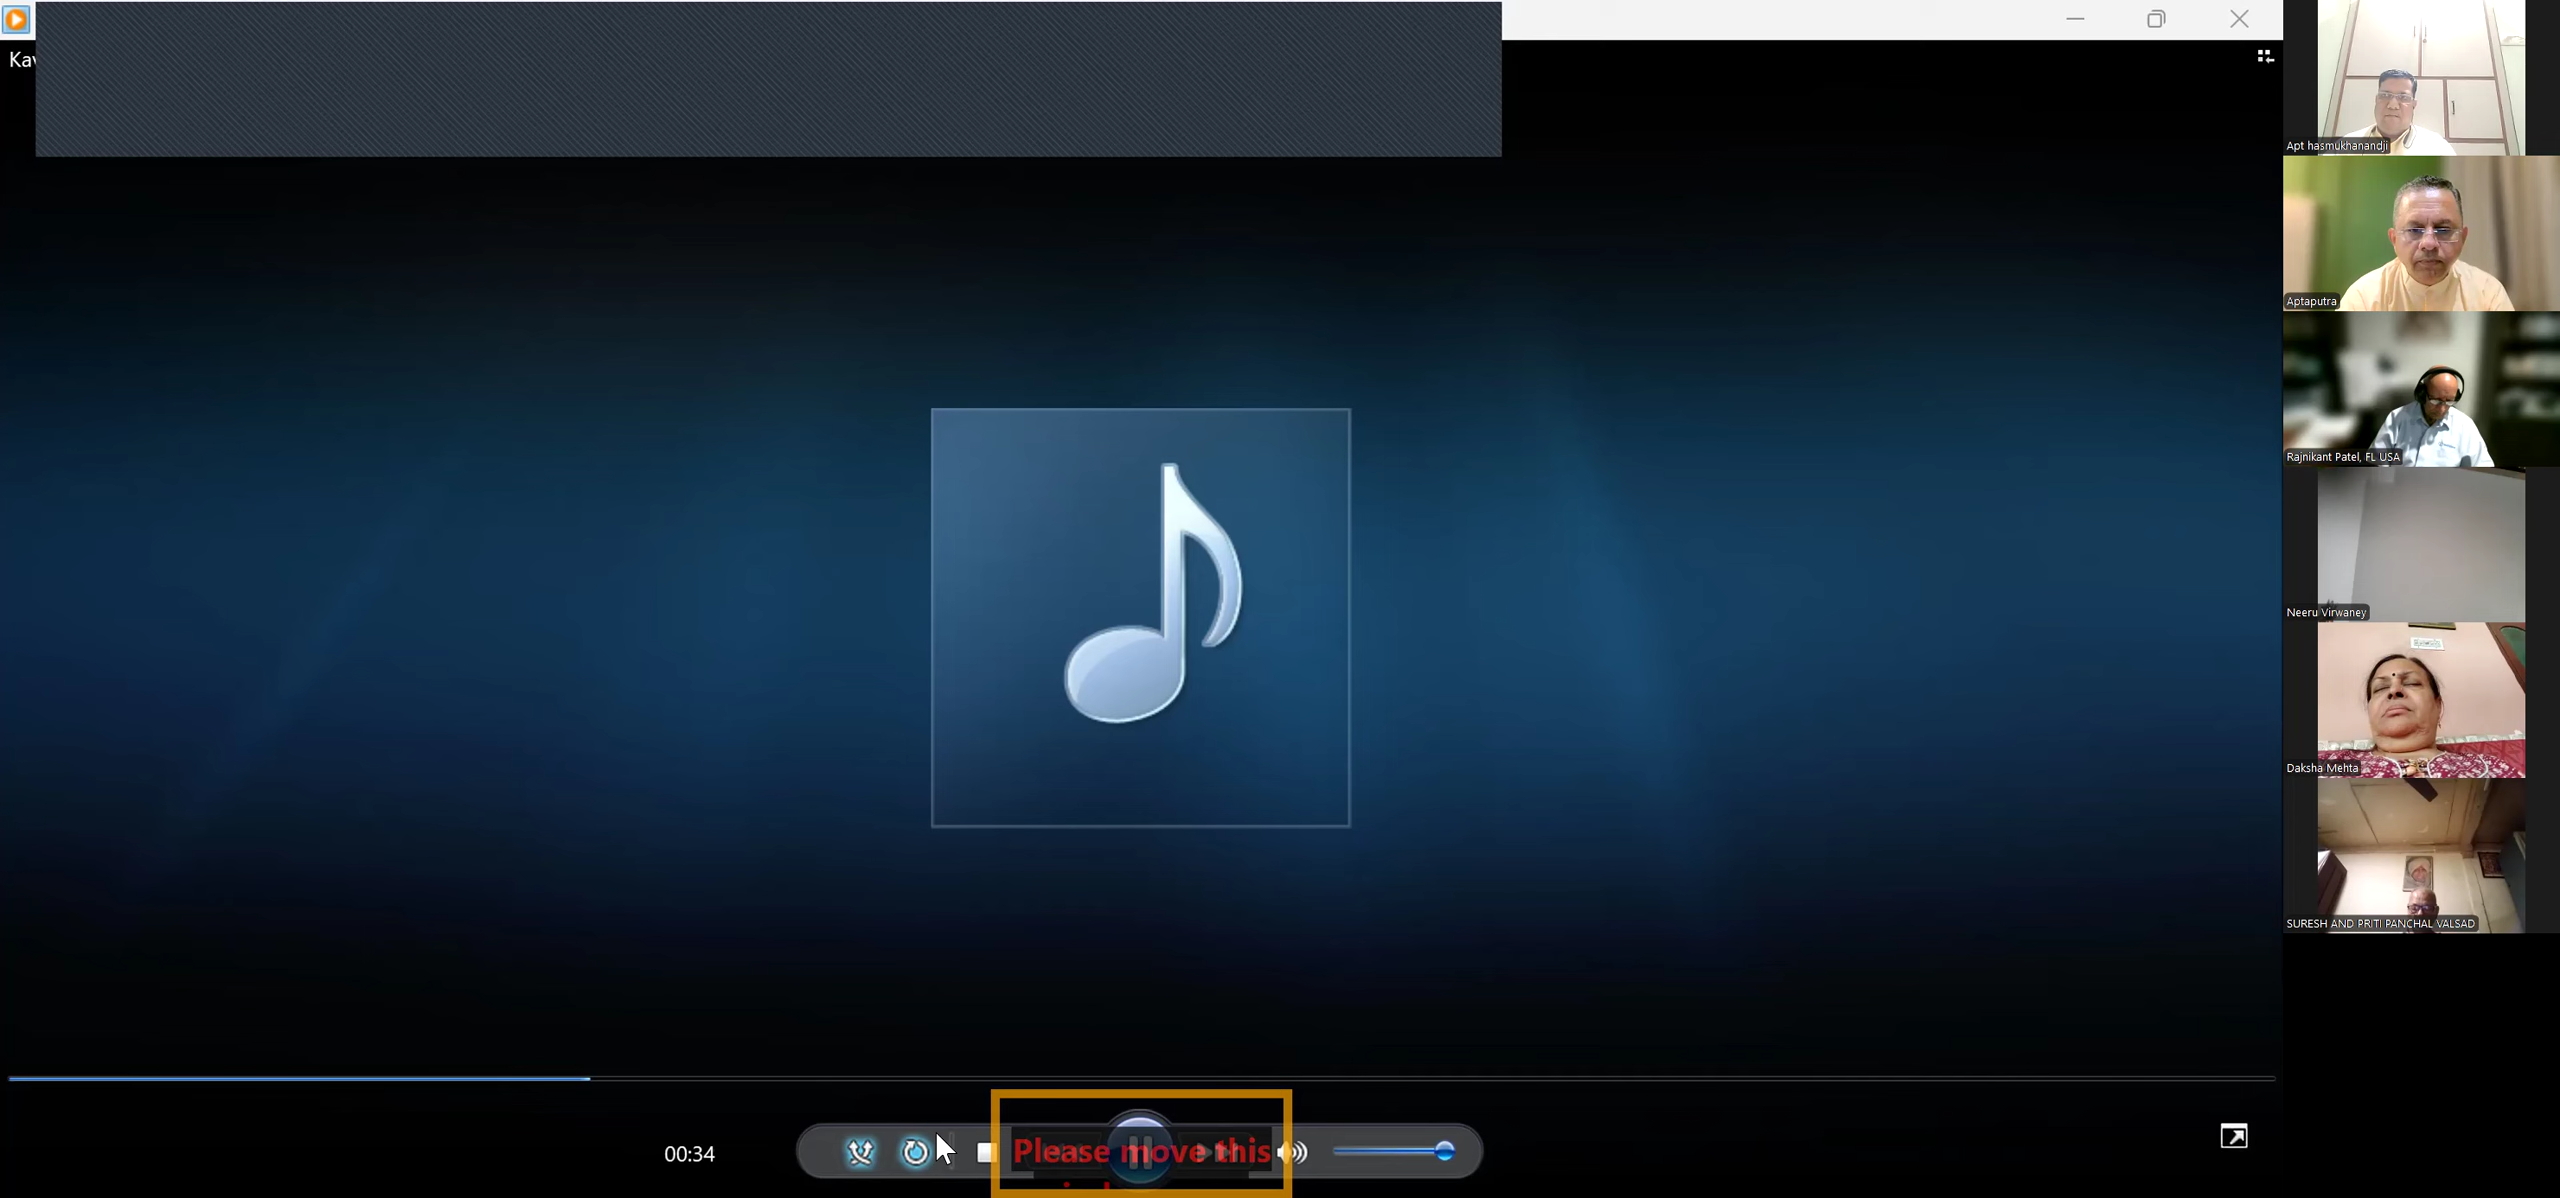 Kav
Apt hasmukhanandji
Aptaputra
Rajnikant Patel, FL USA
Neeru Virwaney
Daksha Mehta
SURESH AND PRITI PANCHAL VALSAD
00:34
Please move this